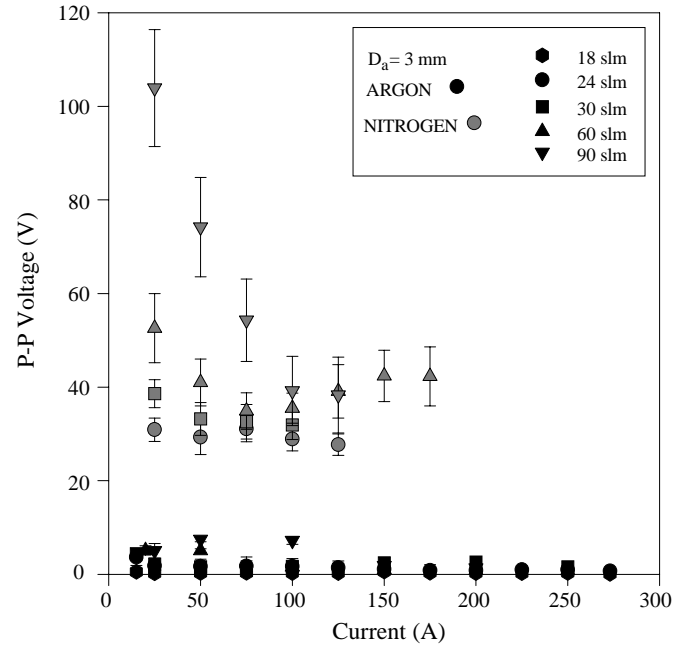 120
100
80
60
40
20
0
P-P Voltage (V)
D_a= 3 mm
ARGON
NITROGEN
18 slm
24 slm
30 slm
60 slm
90 slm
0 50 100 150 200 250 300
Current (A)